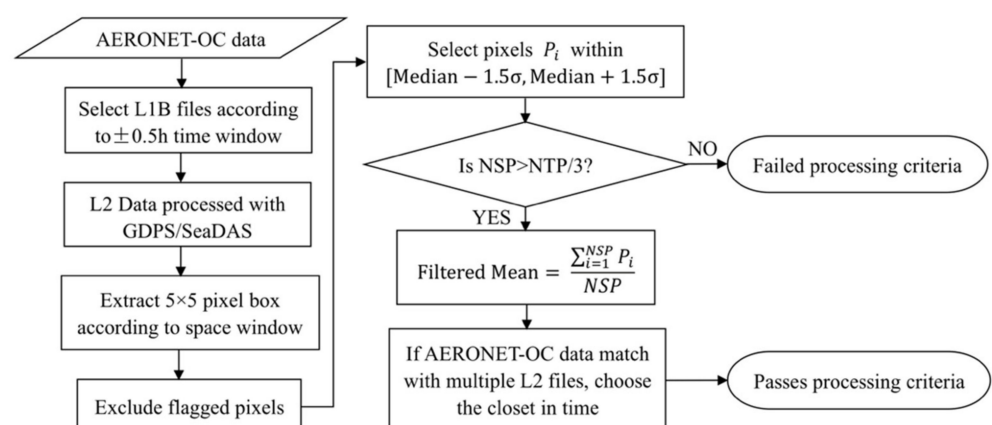 AERONET-OC data
Select L1B files according
to±0.5h time window
L2 Data processed with
GDPS/SeaDAS
Extract 5×5 pixel box
according to space window
Exclude flagged pixels
Select pixels P_i within
[Median − 1.5σ, Median + 1.5σ]
Is NSP>NTP/3?
NO
Failed processing criteria
YES
Filtered Mean = \frac{\sum_{i=1}^{NSP} P_i}{NSP}
If AERONET-OC data match
with multiple L2 files, choose
the closet in time
Passes processing criteria